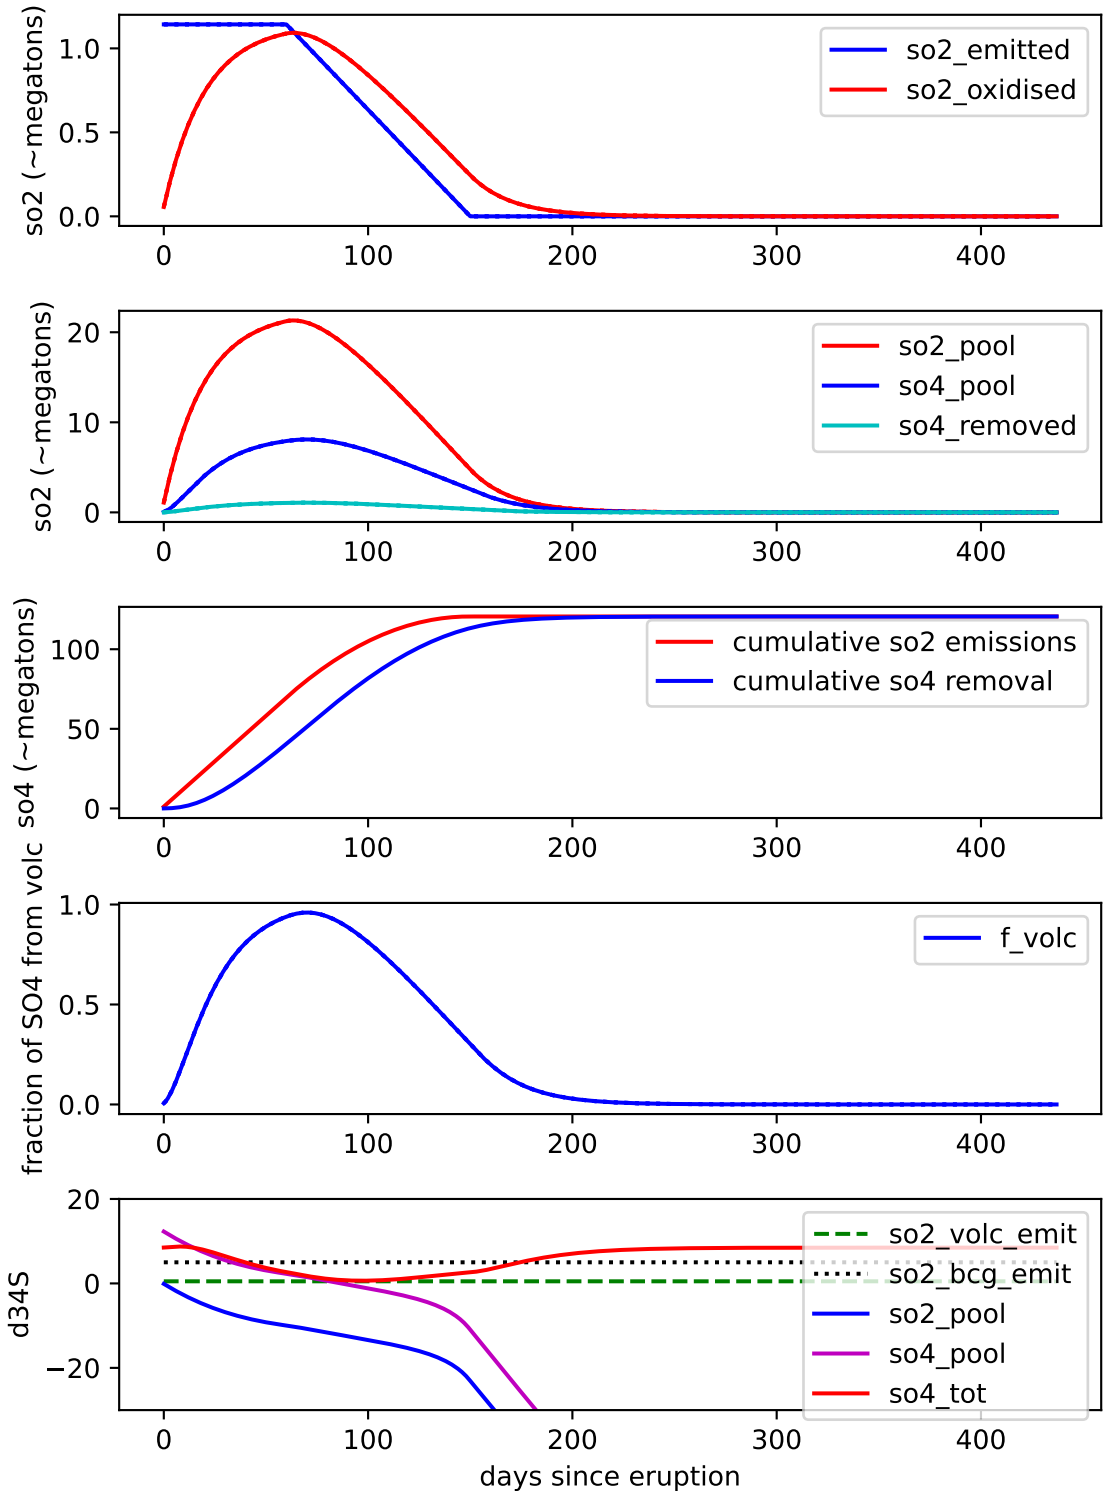 so2 (~megatons)
1.0
0.5
0.0
0
100
200
300
400
so2_emitted
so2_oxidised
so2 (~megatons)
20
10
0
0
100
200
300
400
so2_pool
so4_pool
so4_removed
so4 (~megatons)
100
50
0
0
100
200
300
400
cumulative so2 emissions
cumulative so4 removal
fraction of SO4 from volc
1.0
0.5
0.0
0
100
200
300
400
f_volc
d34S
20
0
−20
0
100
200
300
400
so2_volc_emit
so2_bcg_emit
so2_pool
so4_pool
so4_tot
days since eruption